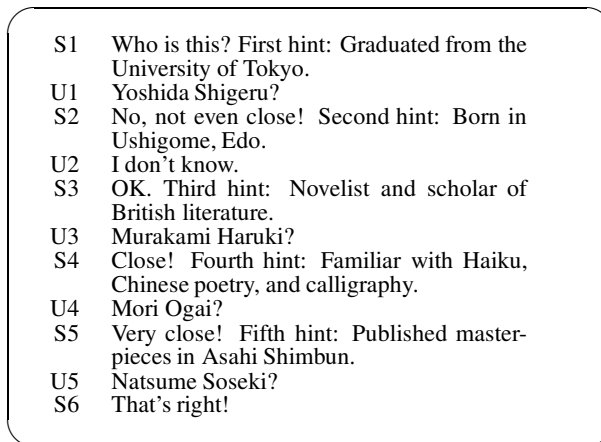 S1 Who is this? First hint: Graduated from the
University of Tokyo.
U1 Yoshida Shigeru?
S2 No, not even close! Second hint: Born in
Ushigome, Edo.
U2 I don't know.
S3 OK. Third hint: Novelist and scholar of
British literature.
U3 Murakami Haruki?
S4 Close! Fourth hint: Familiar with Haiku,
Chinese poetry, and calligraphy.
U4 Mori Ogai?
S5 Very close! Fifth hint: Published master-
pieces in Asahi Shimbun.
U5 Natsume Soseki?
S6 That's right!